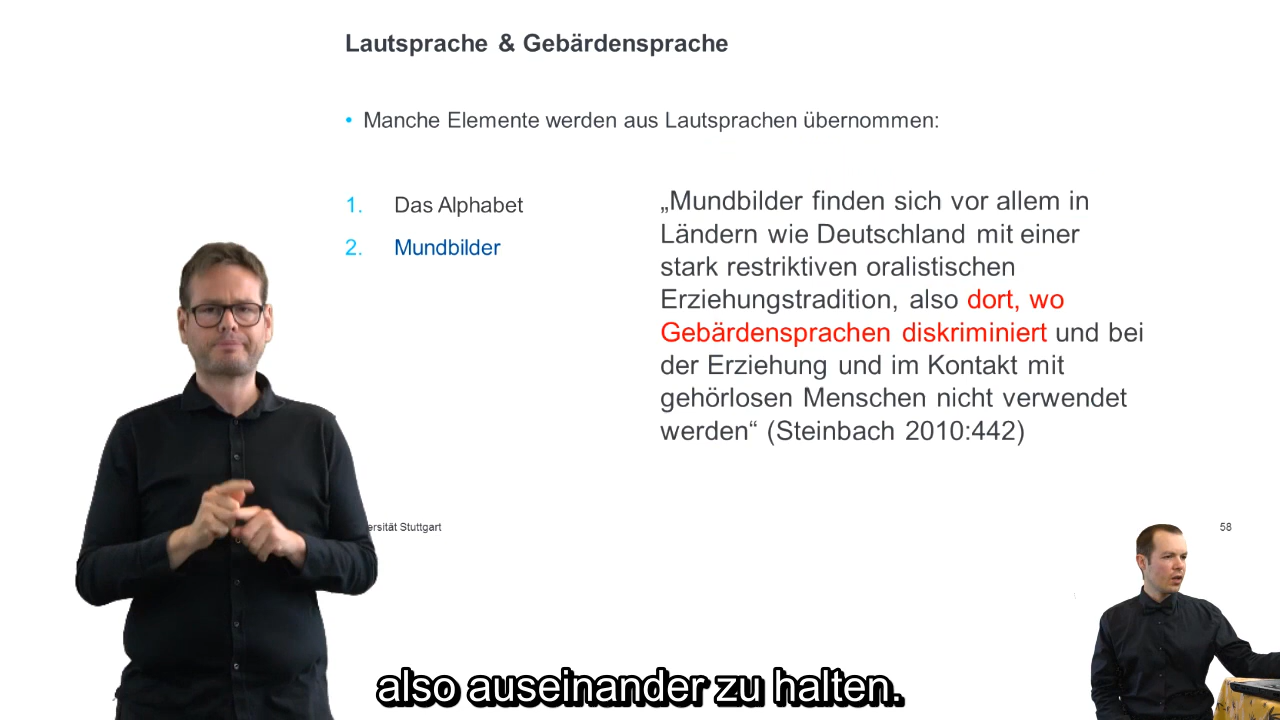 Lautsprache & Gebärdensprache
• Manche Elemente werden aus Lautsprachen übernommen:
1. Das Alphabet
2. Mundbilder
„Mundbilder finden sich vor allem in
Ländern wie Deutschland mit einer
stark restriktiven oralistischen
Erziehungstradition, also dort, wo
Gebärdensprachen diskriminiert und bei
der Erziehung und im Kontakt mit
gehörlosen Menschen nicht verwendet
werden“ (Steinbach 2010:442)
Stuttgart
58
also auseinander zu halten.